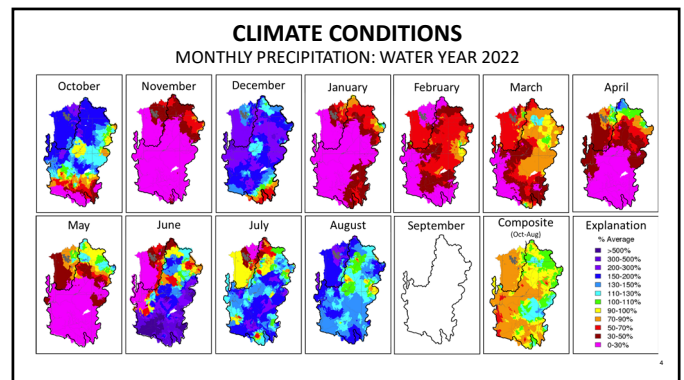 CLIMATE CONDITIONS
MONTHLY PRECIPITATION: WATER YEAR 2022
October
November
December
January
February
March
April
May
June
July
August
September
Composite
(Oct-Aug)
Explanation
% Average
>500%
300-500%
200-300%
150-200%
130-150%
110-130%
100-110%
90-100%
70-90%
50-70%
30-50%
0-30%
4